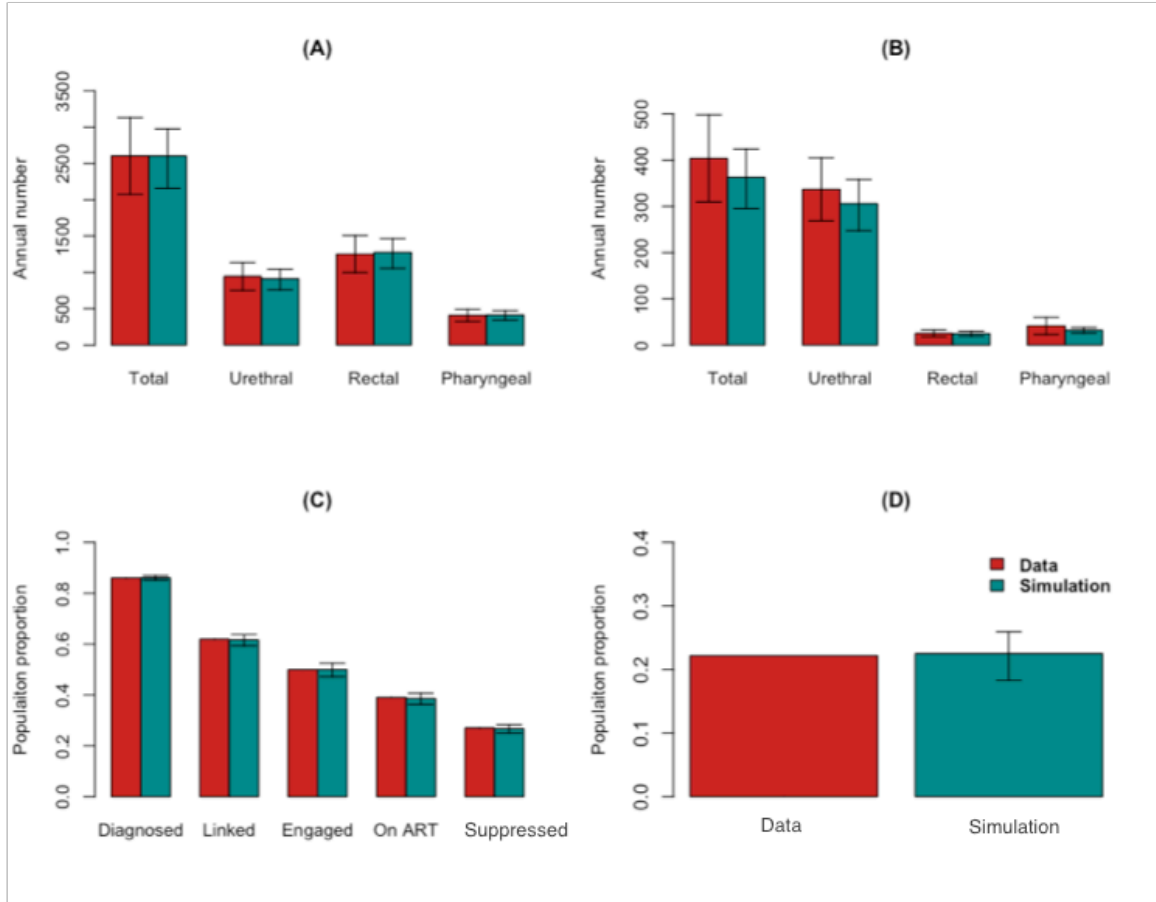 (A)
Annual number
3500
2500
1500
500
0
Total Urethral Rectal Pharyngeal
(B)
Annual number
500
400
300
200
100
0
Total Urethral Rectal Pharyngeal
(C)
Populaiton proportion
1.0
0.8
0.6
0.4
0.2
0.0
Diagnosed Linked Engaged On ART Suppressed
(D)
Populaiton proportion
0.4
0.3
0.2
0.1
0.0
Data
Simulation
Data Simulation